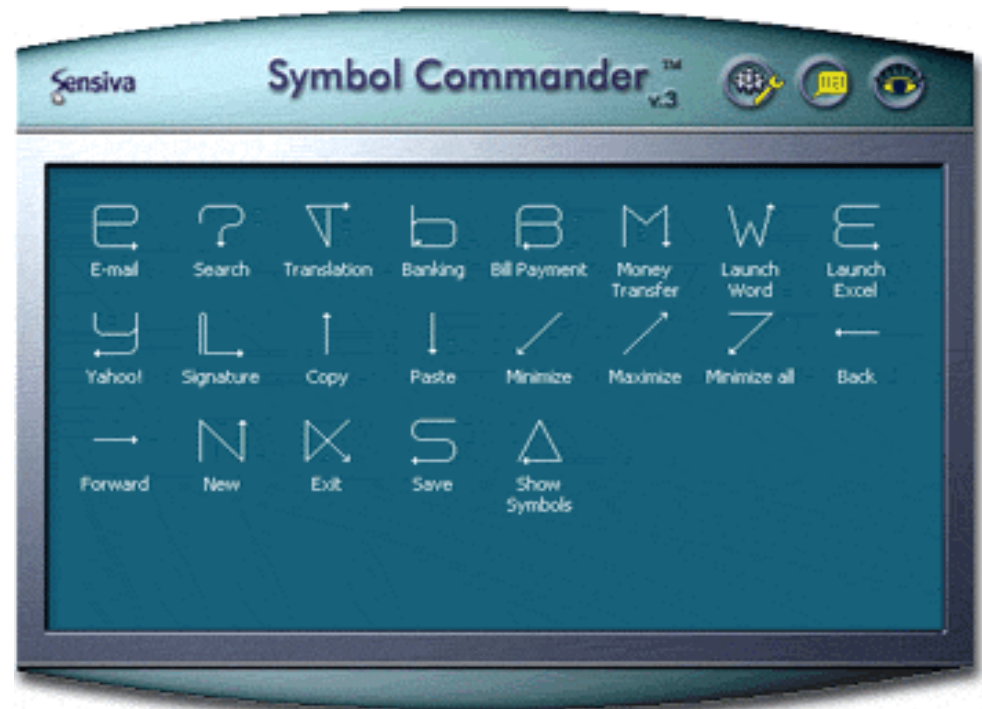 Sensiva
Symbol Commander ™
v.3
E-mail Search Translation Banking Bill Payment Money Transfer Launch Word Launch Excel
Yahoo! Signature Copy Paste Minimize Maximize Minimize all Back
Forward New Exit Save Show Symbols